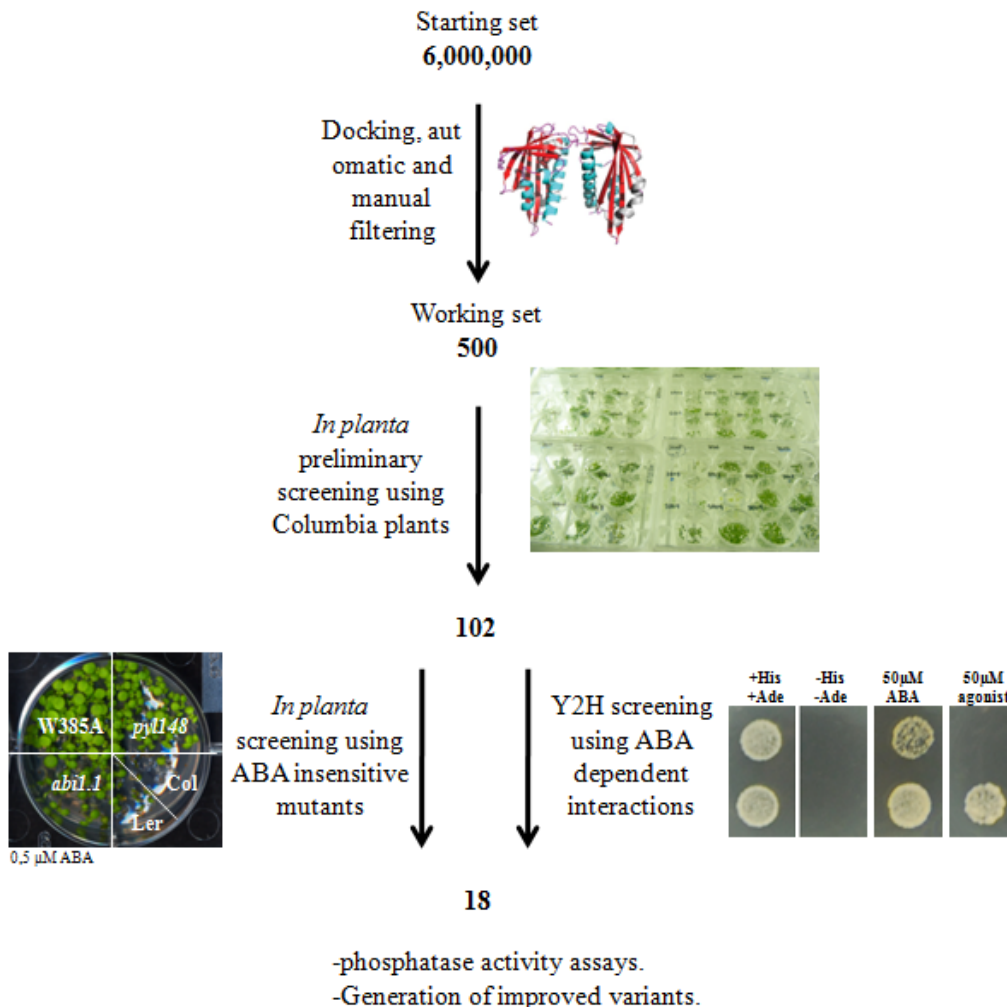 Starting set
6,000,000
Docking, aut
omatic and
manual
filtering
Working set
500
In planta
preliminary
screening using
Columbia plants
102
W385A
pyl148
abi1.1
Col
Ler
0,5 µM ABA
In planta
screening using
ABA insensitive
mutants
Y2H screening
using ABA
dependent
interactions
+His
+Ade
-His
-Ade
50µM
ABA
50µM
agonist
18
-phosphatase activity assays.
-Generation of improved variants.